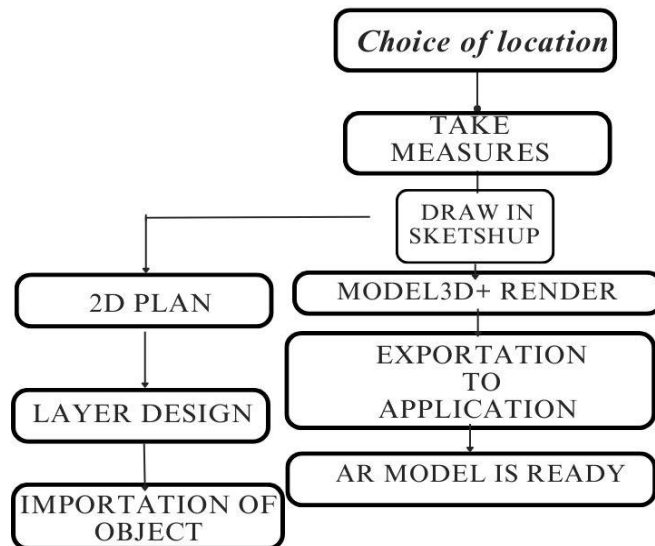 Choice of location
TAKE
MEASURES
DRAW IN
SKETSHUP
2D PLAN
MODEL3D+ RENDER
LAYER DESIGN
EXPORTATION
TO
APPLICATION
IMPORTATION OF
OBJECT
AR MODEL IS READY